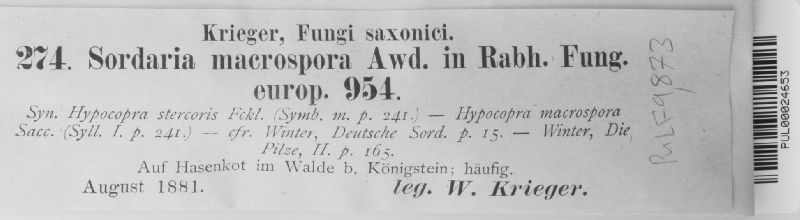 Krieger, Fungi saxonici.
274. Sordaria macrospora Awd. in Rabh. Fung.
europ. 954.
Syn. Hypocopra stercoris Fckl. (Symb. m. p. 241.) — Hypocopra macrospora
Sacc. (Syll. I. p. 241.) — cfr. Winter, Deutsche Sord. p. 15. — Winter, Die
Pilze, II. p. 165.
Auf Hasenkot im Walde b. Königstein; häufig.
August 1881. leg. W. Krieger.
PULF9873
PUL00024653